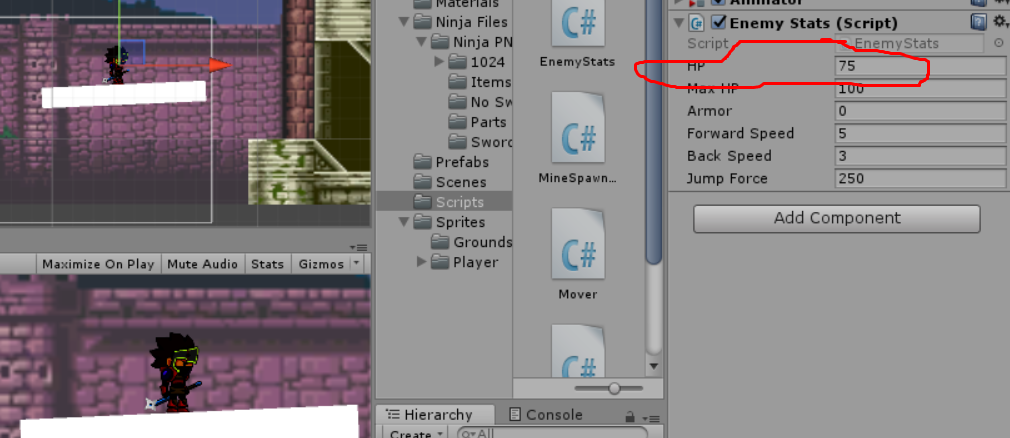 Maximize On Play Mute Audio Stats Gizmos
Materials
Ninja Files
Ninja PN
1024
Items
No Sw
Parts
Sword
Prefabs
Scenes
Scripts
Sprites
Grounds
Player
C#
EnemyStats
C#
MineSpawn...
C#
Mover
C#
Hierarchy Console
Create All
Animator
Enemy Stats (Script)
Script EnemyStats
HP 75
Max HP 100
Armor 0
Forward Speed 5
Back Speed 3
Jump Force 250
Add Component